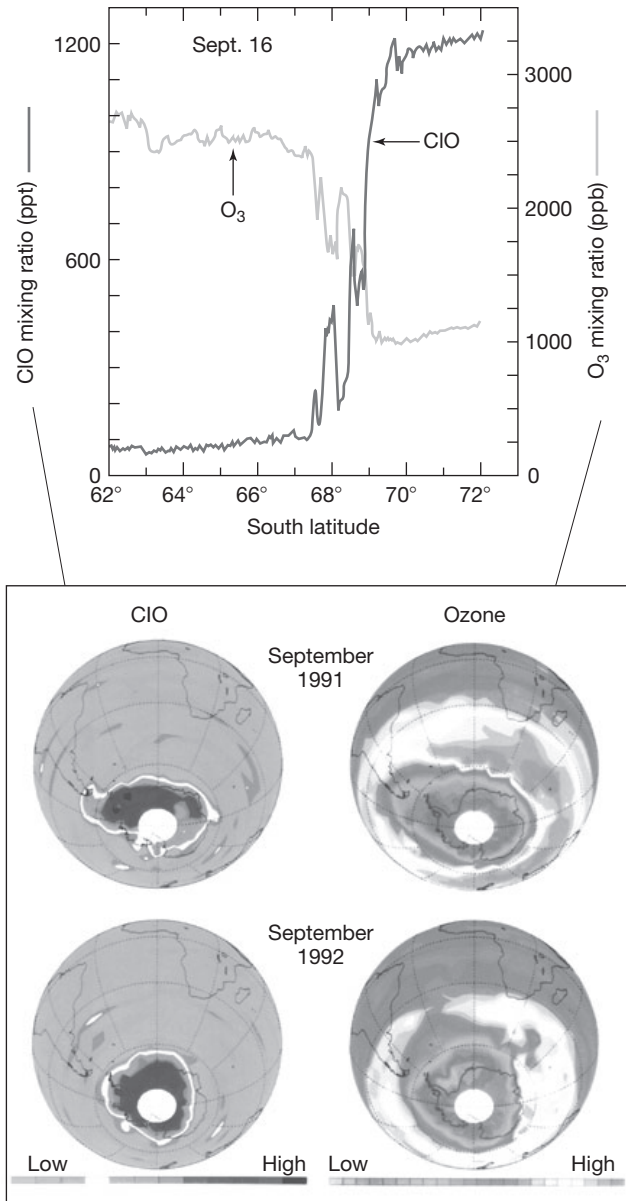 1200
600
0
ClO mixing ratio (ppt)
Sept. 16
ClO
O3
3000
2000
1000
0
O3 mixing ratio (ppb)
62° 64° 66° 68° 70° 72°
South latitude
ClO
Ozone
September
1991
September
1992
Low High
Low High